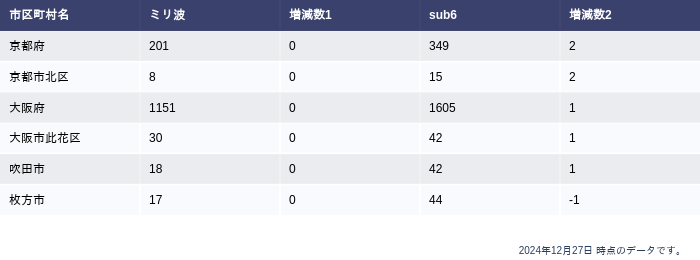 市区町村名 ミリ波 増減数1 sub6 増減数2
京都府 201 0 349 2
京都市北区 8 0 15 2
大阪府 1151 0 1605 1
大阪市此花区 30 0 42 1
吹田市 18 0 42 1
枚方市 17 0 44 -1
2024年12月27日 時点のデータです。